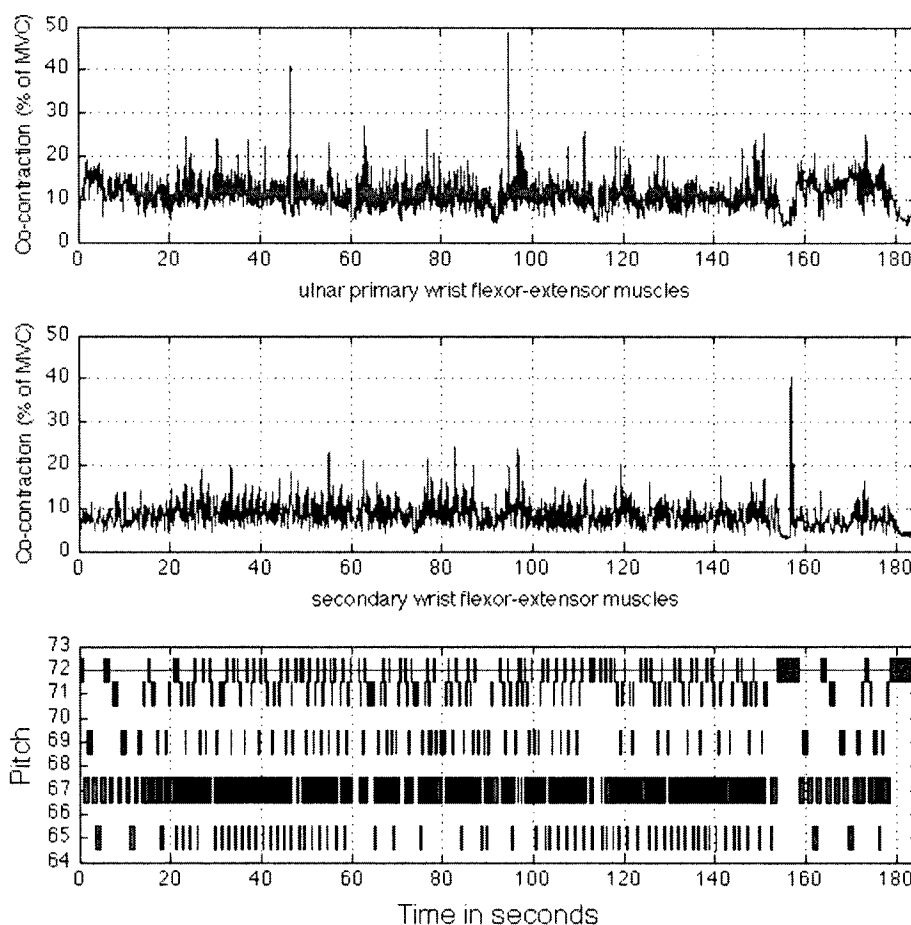 Co-contraction (% of MVC)
50
40
30
20
10
0
0 20 40 60 80 100 120 140 160 180
ulnar primary wrist flexor-extensor muscles
Co-contraction (% of MVC)
50
40
30
20
10
0
0 20 40 60 80 100 120 140 160 180
secondary wrist flexor-extensor muscles
Pitch
73
72
71
70
69
68
67
66
65
64
0 20 40 60 80 100 120 140 160 180
Time in seconds